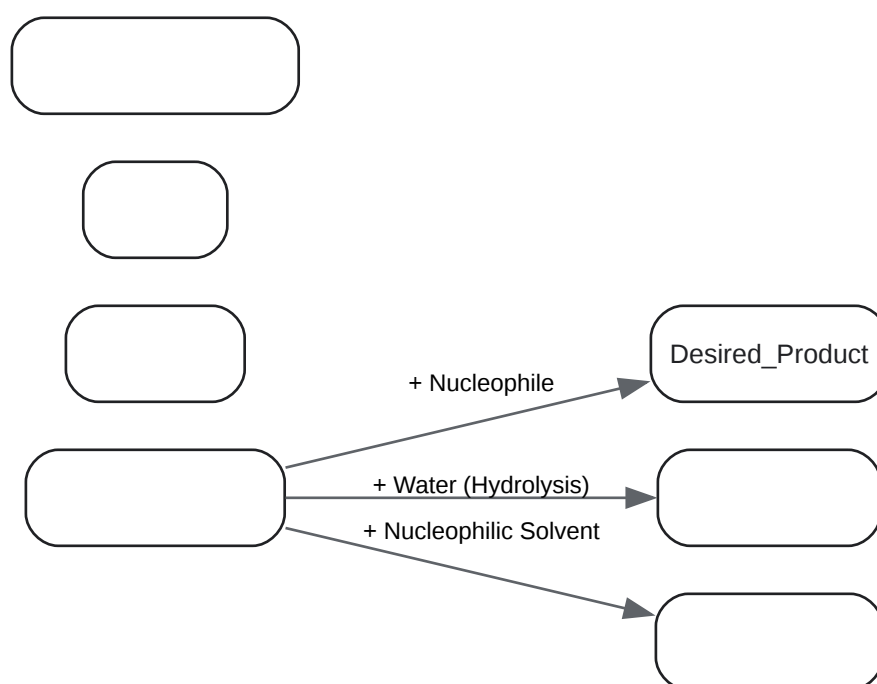 Desired_Product
+ Nucleophile
+ Water (Hydrolysis)
+ Nucleophilic Solvent